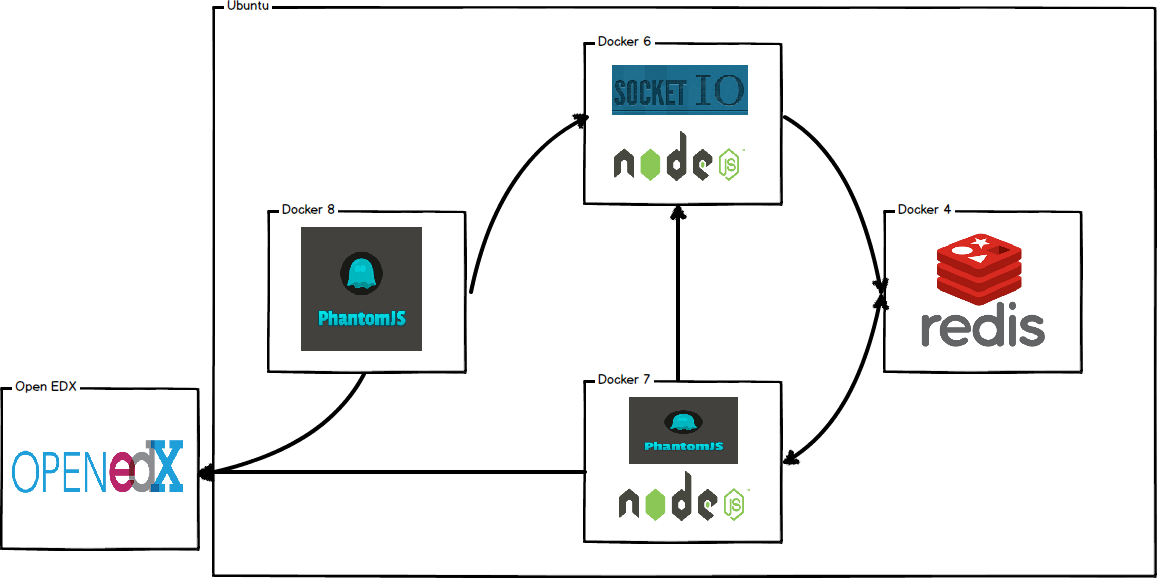 Ubuntu
Docker 6
SOCKET IO
node JS
Docker 8
PhantomJS
Docker 4
redis
Open EDX
OPENedX
Docker 7
PhantomJS
node JS